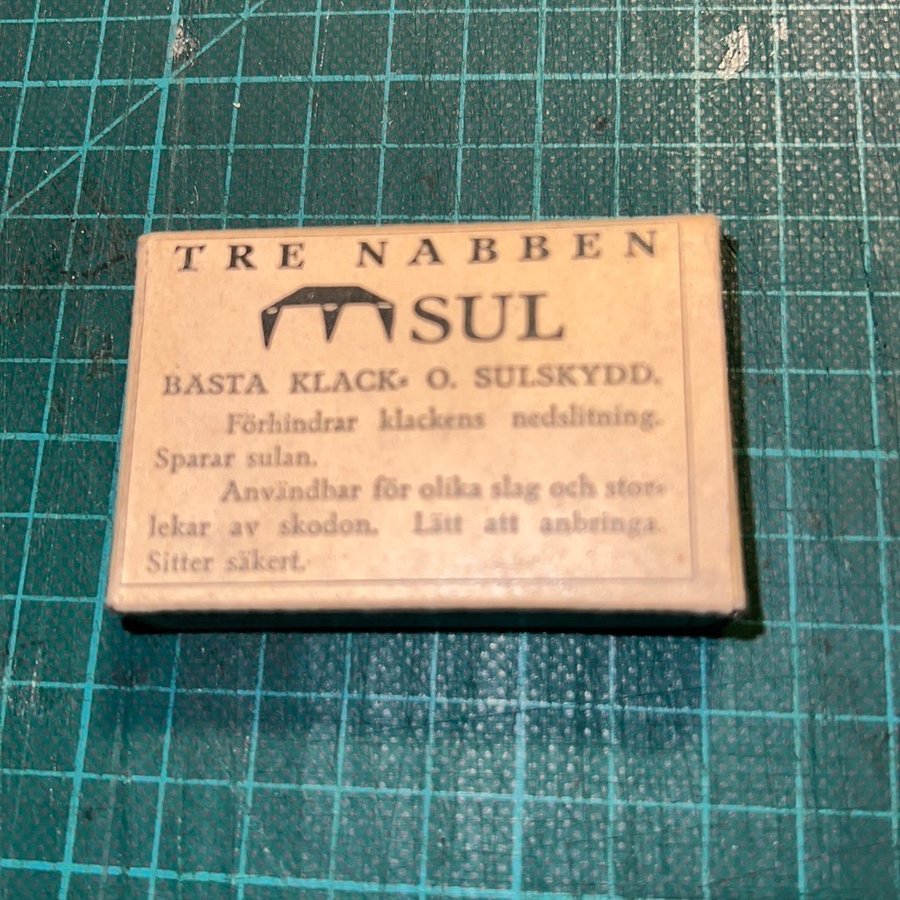 TRE NABBEN
SUL
BÄSTA KLACK- O. SULSKYDD.
Förhindrar klackens nedslitning.
Sparar sulan.
Användbar för olika slag och stor-
lekar av skodon. Lätt att anbringa.
Sitter säkert.